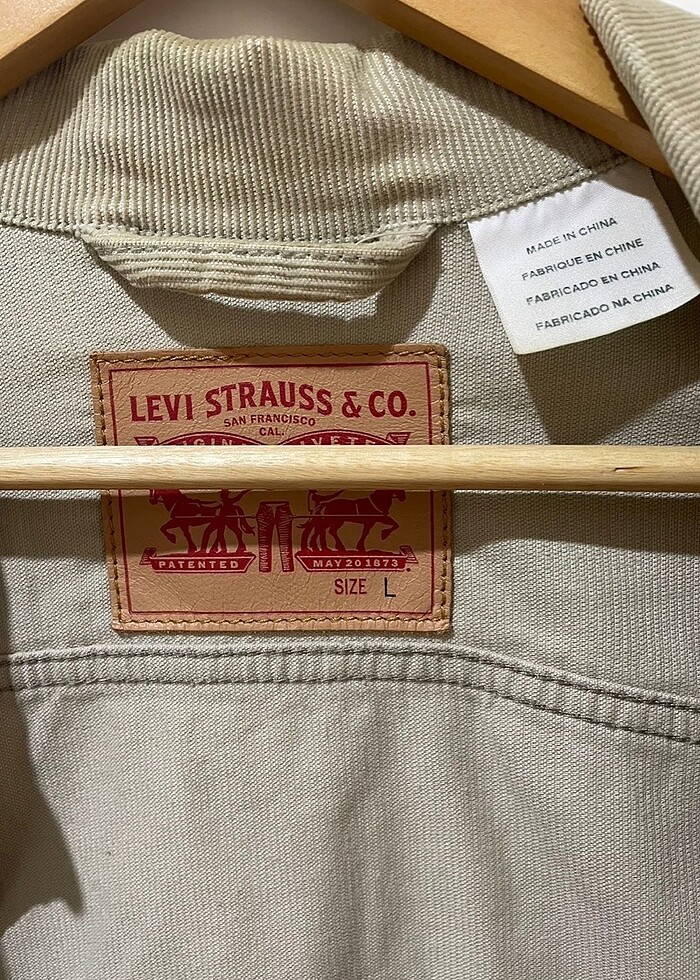 MADE IN CHINA
FABRIQUE EN CHINE
FABRICADO EN CHINA
FABRICADO NA CHINA
LEVI STRAUSS & CO.
SAN FRANCISCO
CAL.
PATENTED MAY 20 1873
SIZE L